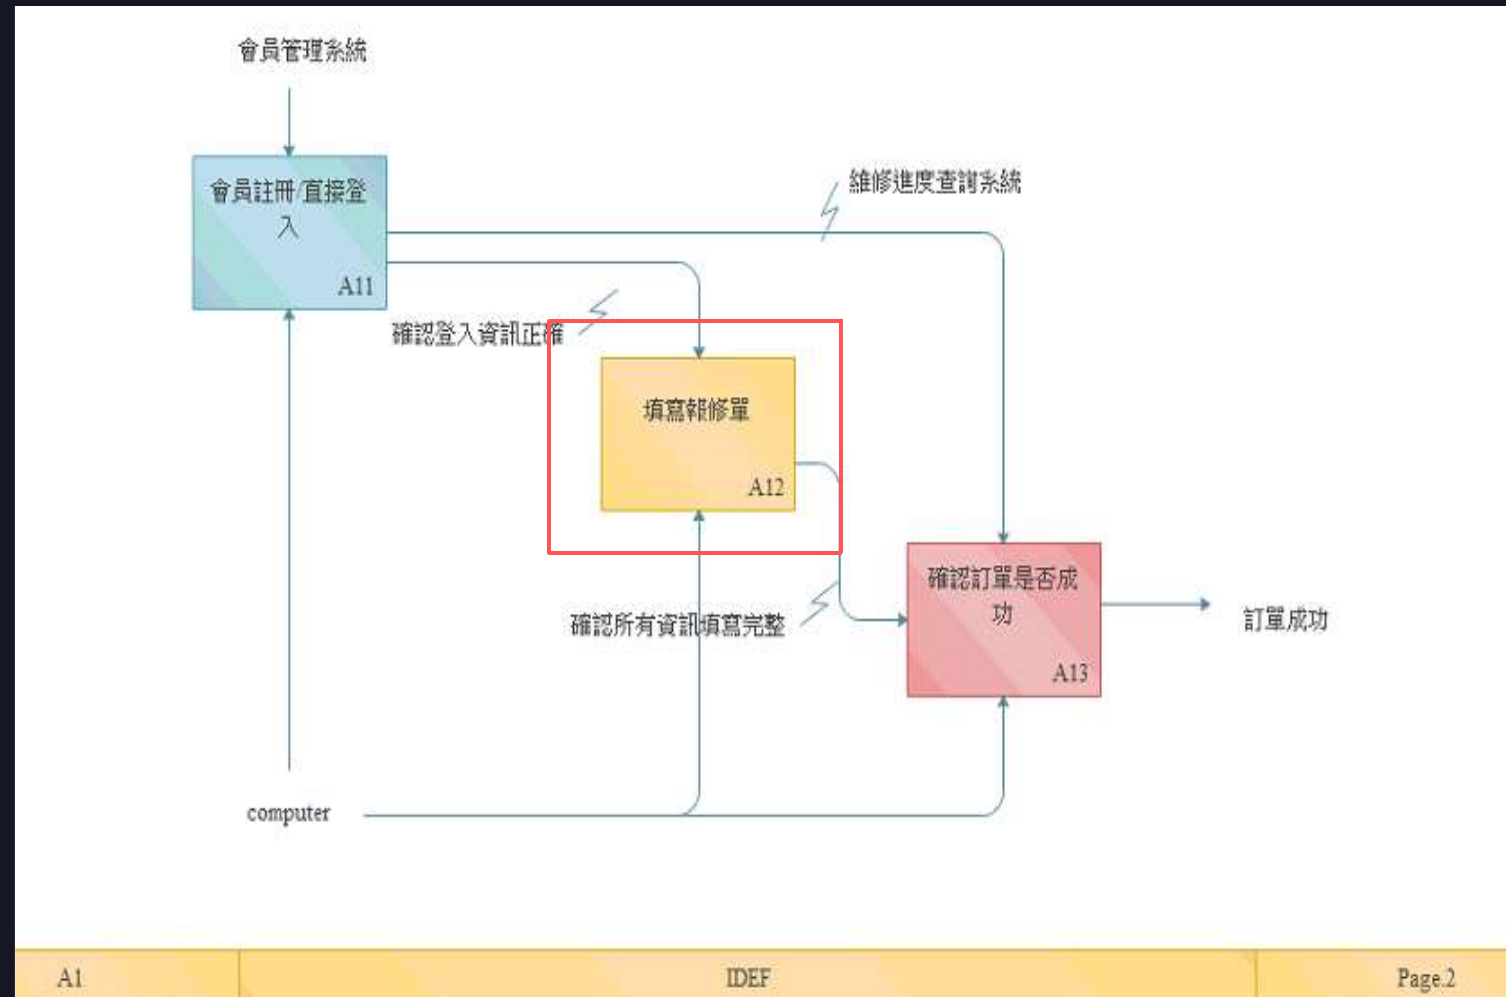 會員管理系統
會員註冊/直接登
入
A11
維修進度查詢系統
確認登入資訊正確
填寫報修單
A12
確認訂單是否成
功
A13
確認所有資訊填寫完整
訂單成功
computer
A1
IDEF
Page.2